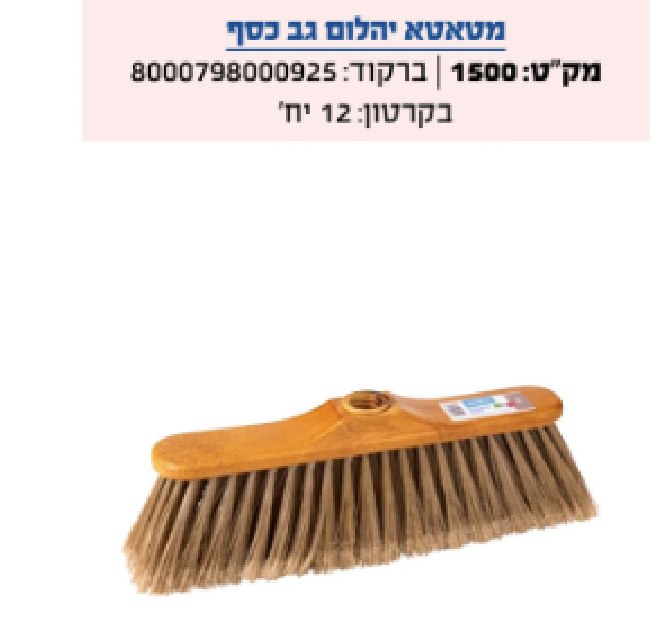 מטאטא יהלום גב כסף
מק"ט: 1500 | ברקוד: 8000798000925
בקרטון: 12 יח'